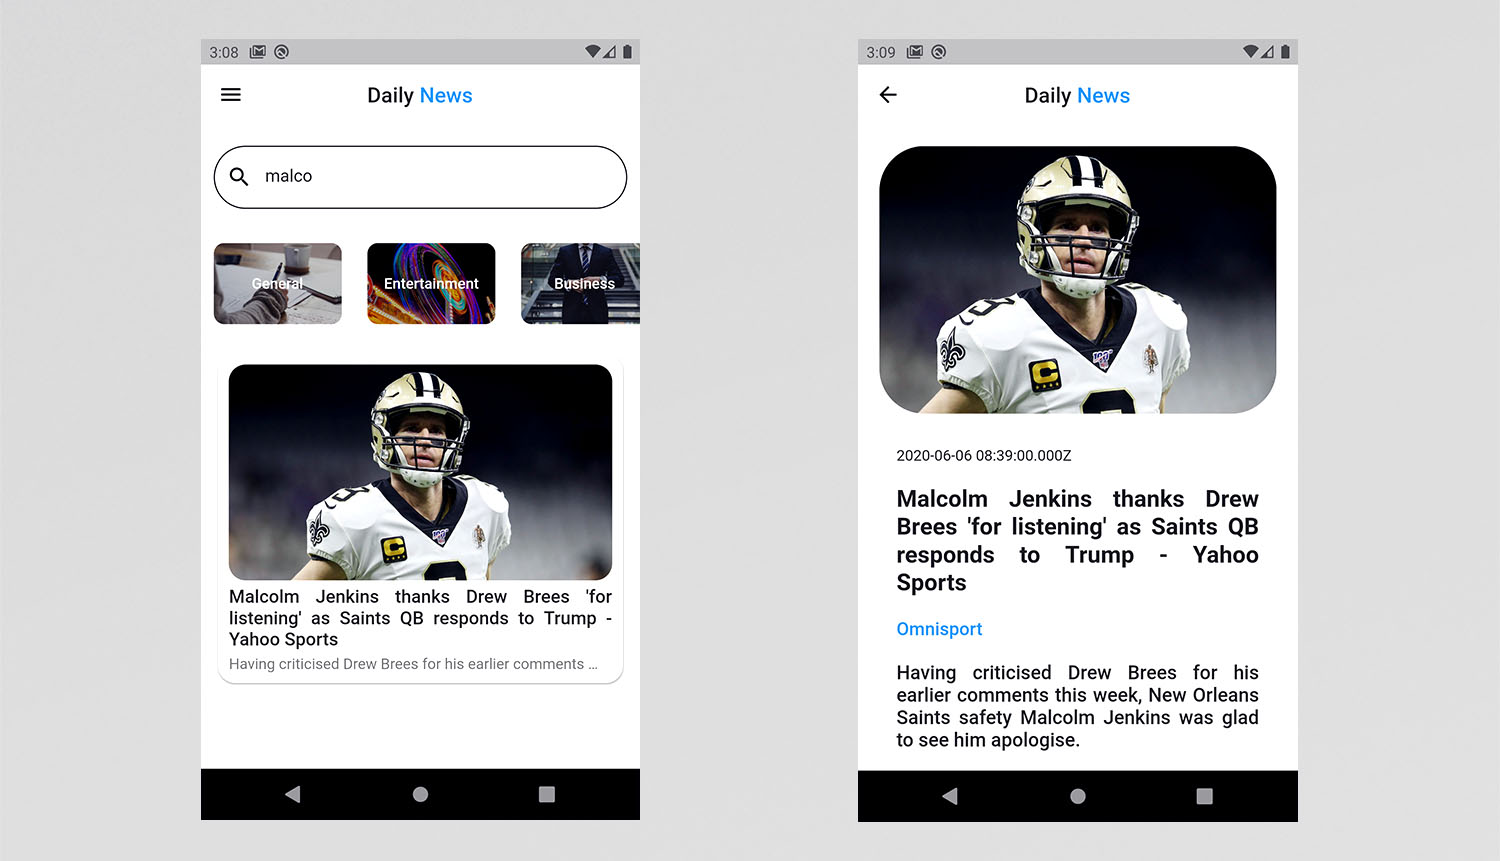 3:08
Daily News
malco
General
Entertainment
Business
Malcolm Jenkins thanks Drew Brees 'for
listening' as Saints QB responds to Trump -
Yahoo Sports
Having criticised Drew Brees for his earlier comments ...
3:09
Daily News
2020-06-06 08:39:00.000Z
Malcolm Jenkins thanks Drew
Brees 'for listening' as Saints QB
responds to Trump - Yahoo
Sports
Omnisport
Having criticised Drew Brees for his
earlier comments this week, New Orleans
Saints safety Malcolm Jenkins was glad
to see him apologise.